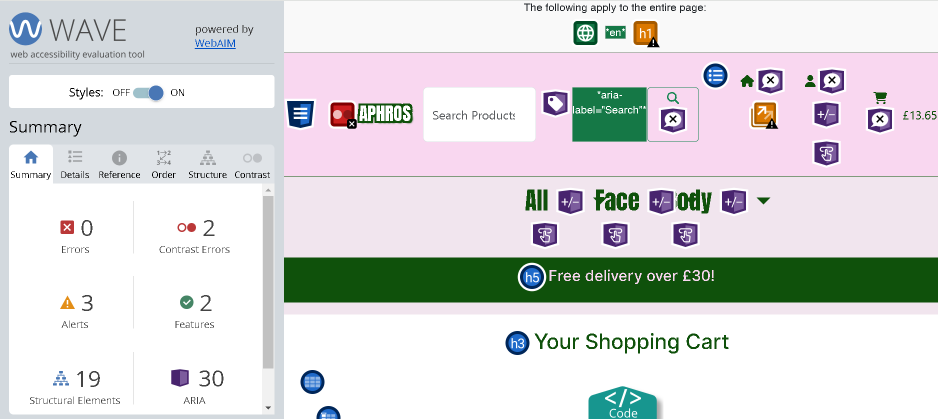 WAVE
web accessibility evaluation tool
powered by
WebAIM
Styles: OFF ON
Summary
Summary Details Reference Order Structure Contrast
0
Errors
2
Contrast Errors
3
Alerts
2
Features
19
Structural Elements
30
ARIA
The following apply to the entire page:
*en* h1
APHROS
Search Products
*aria-
label="Search"*
+/-
£13.65
All +/- Face +/- ody +/-
h5 Free delivery over £30!
h3 Your Shopping Cart
</>
Code